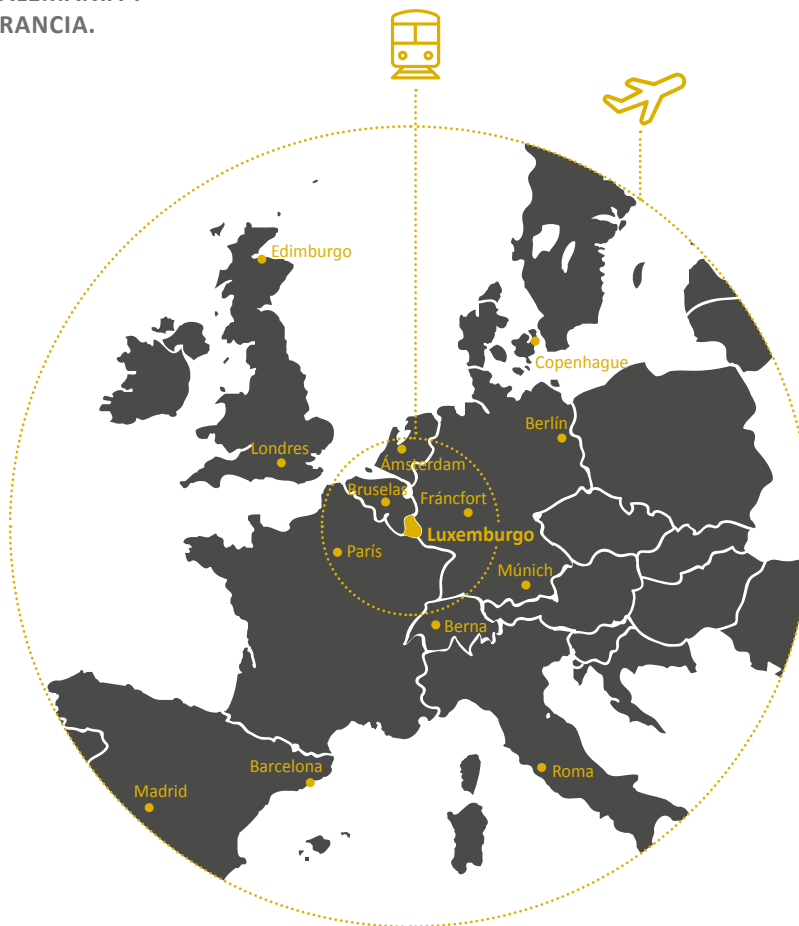 RANCIA.
Edimburgo
Copenhague
Berlín
Londres
Ámsterdam
Bruselas
Fráncfort
Luxemburgo
París
Múnich
Berna
Barcelona
Roma
Madrid